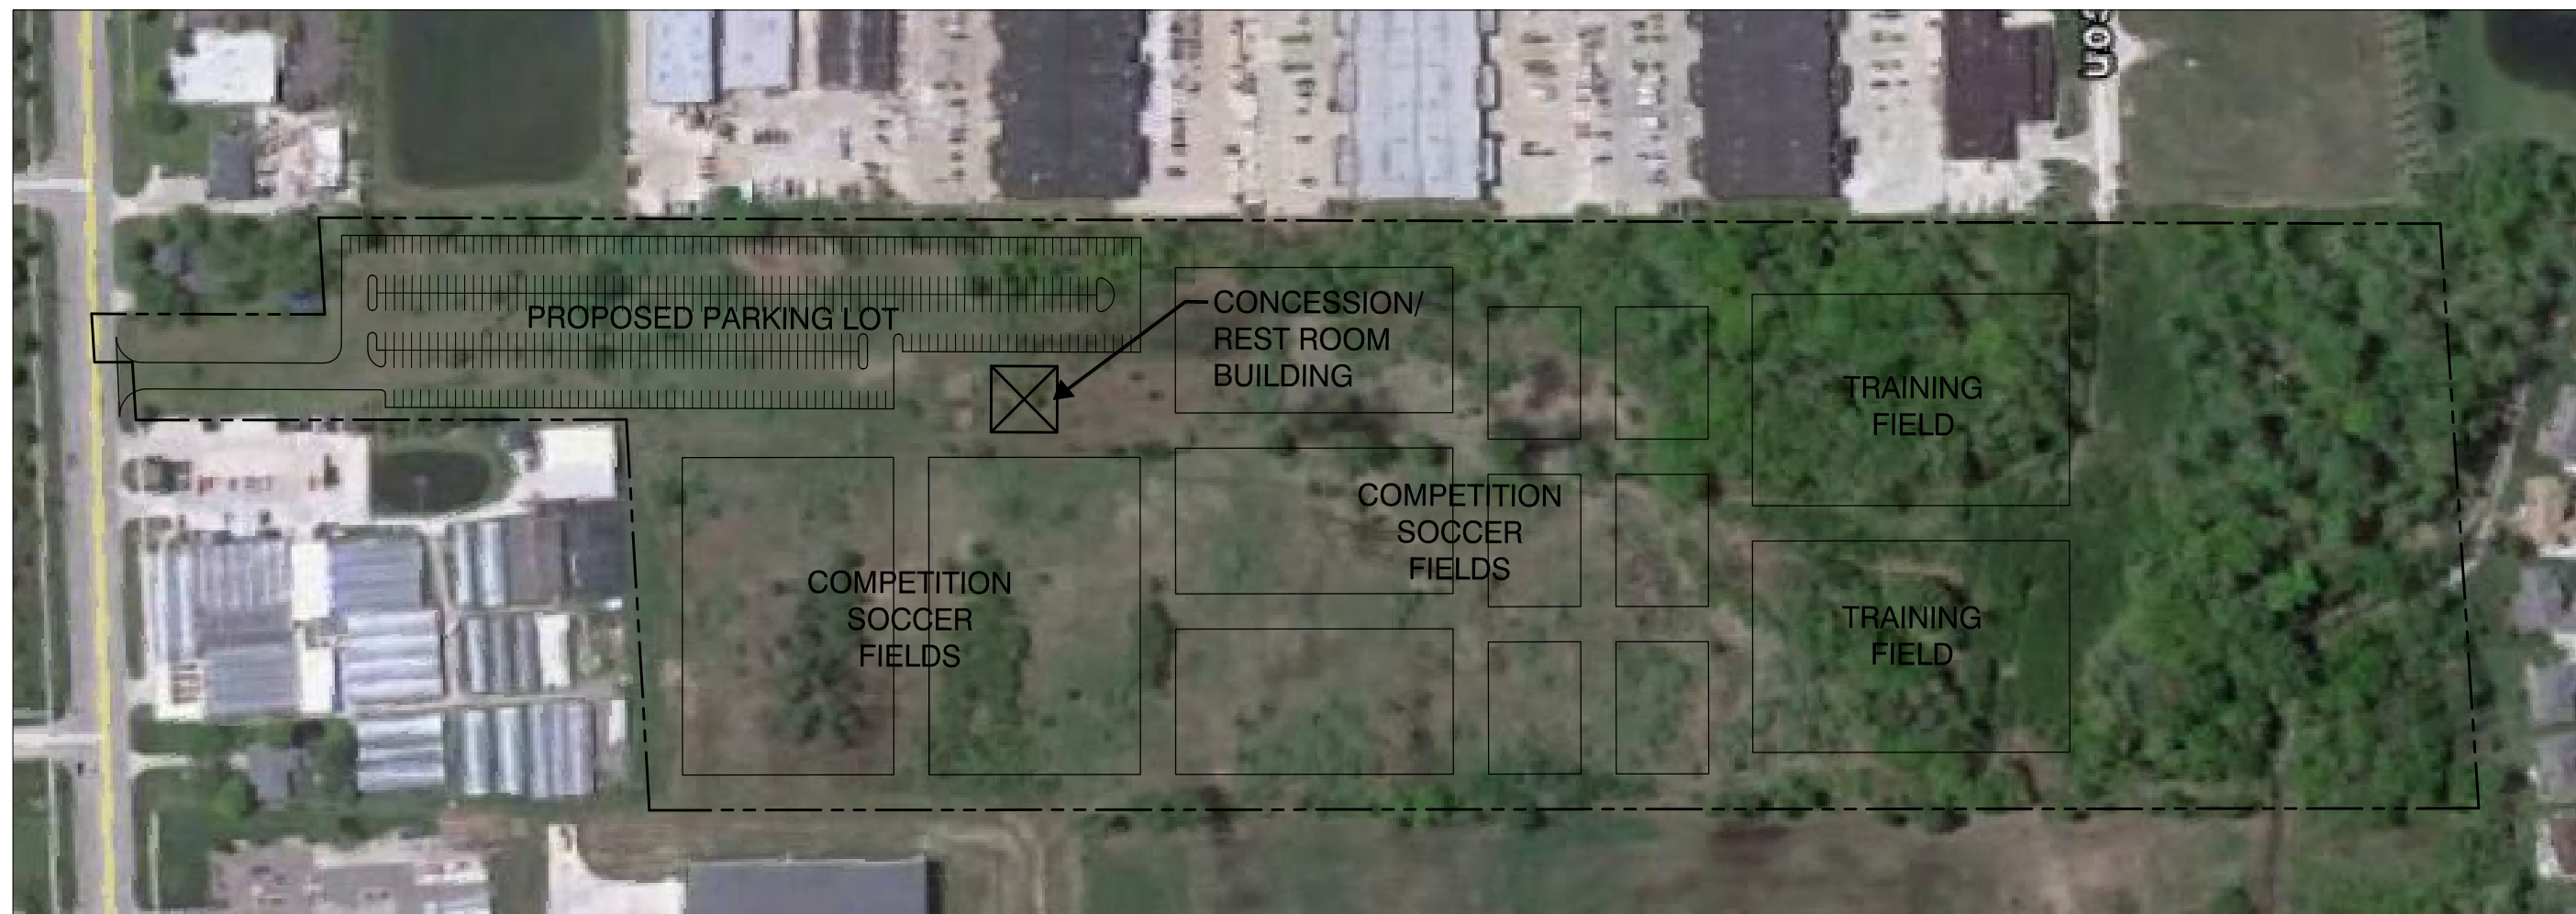 PROPOSED PARKING LOT
CONCESSION/
REST ROOM
BUILDING
TRAINING
FIELD
COMPETITION
SOCCER
FIELDS
COMPETITION
SOCCER
FIELDS
TRAINING
FIELD